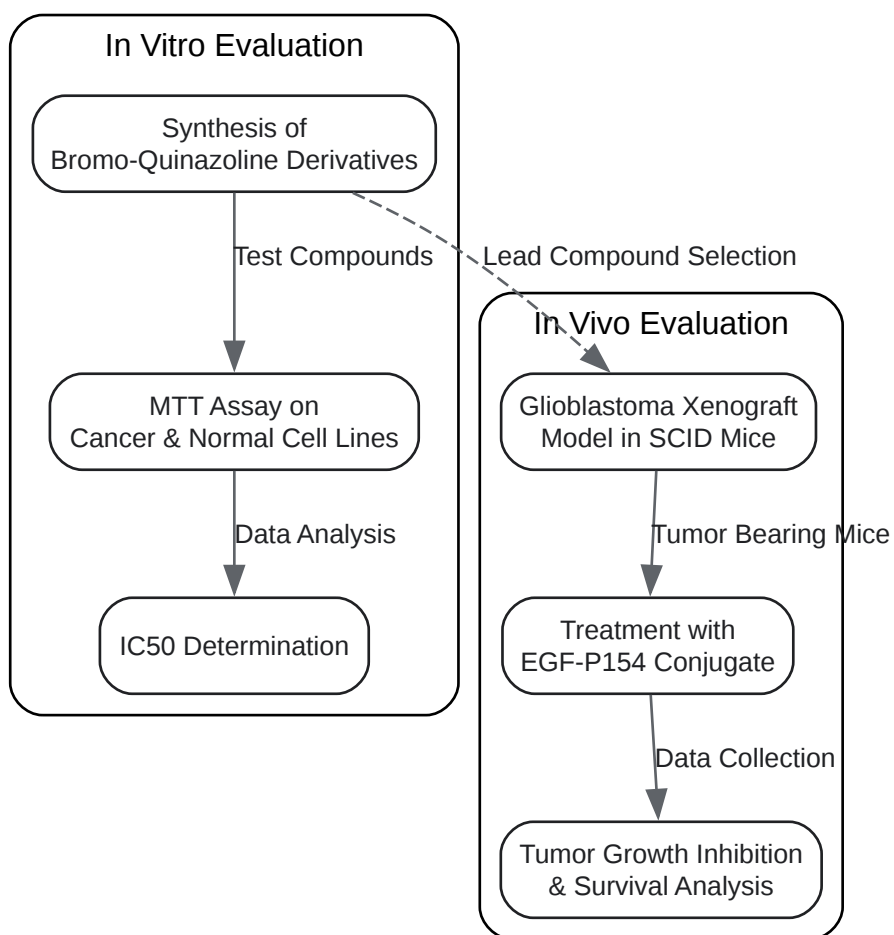 In Vitro Evaluation
Synthesis of
Bromo-Quinazoline Derivatives
Test Compounds
Lead Compound Selection
MTT Assay on
Cancer & Normal Cell Lines
Data Analysis
IC50 Determination
In Vivo Evaluation
Glioblastoma Xenograft
Model in SCID Mice
Tumor Bearing Mice
Treatment with
EGF-P154 Conjugate
Data Collection
Tumor Growth Inhibition
& Survival Analysis